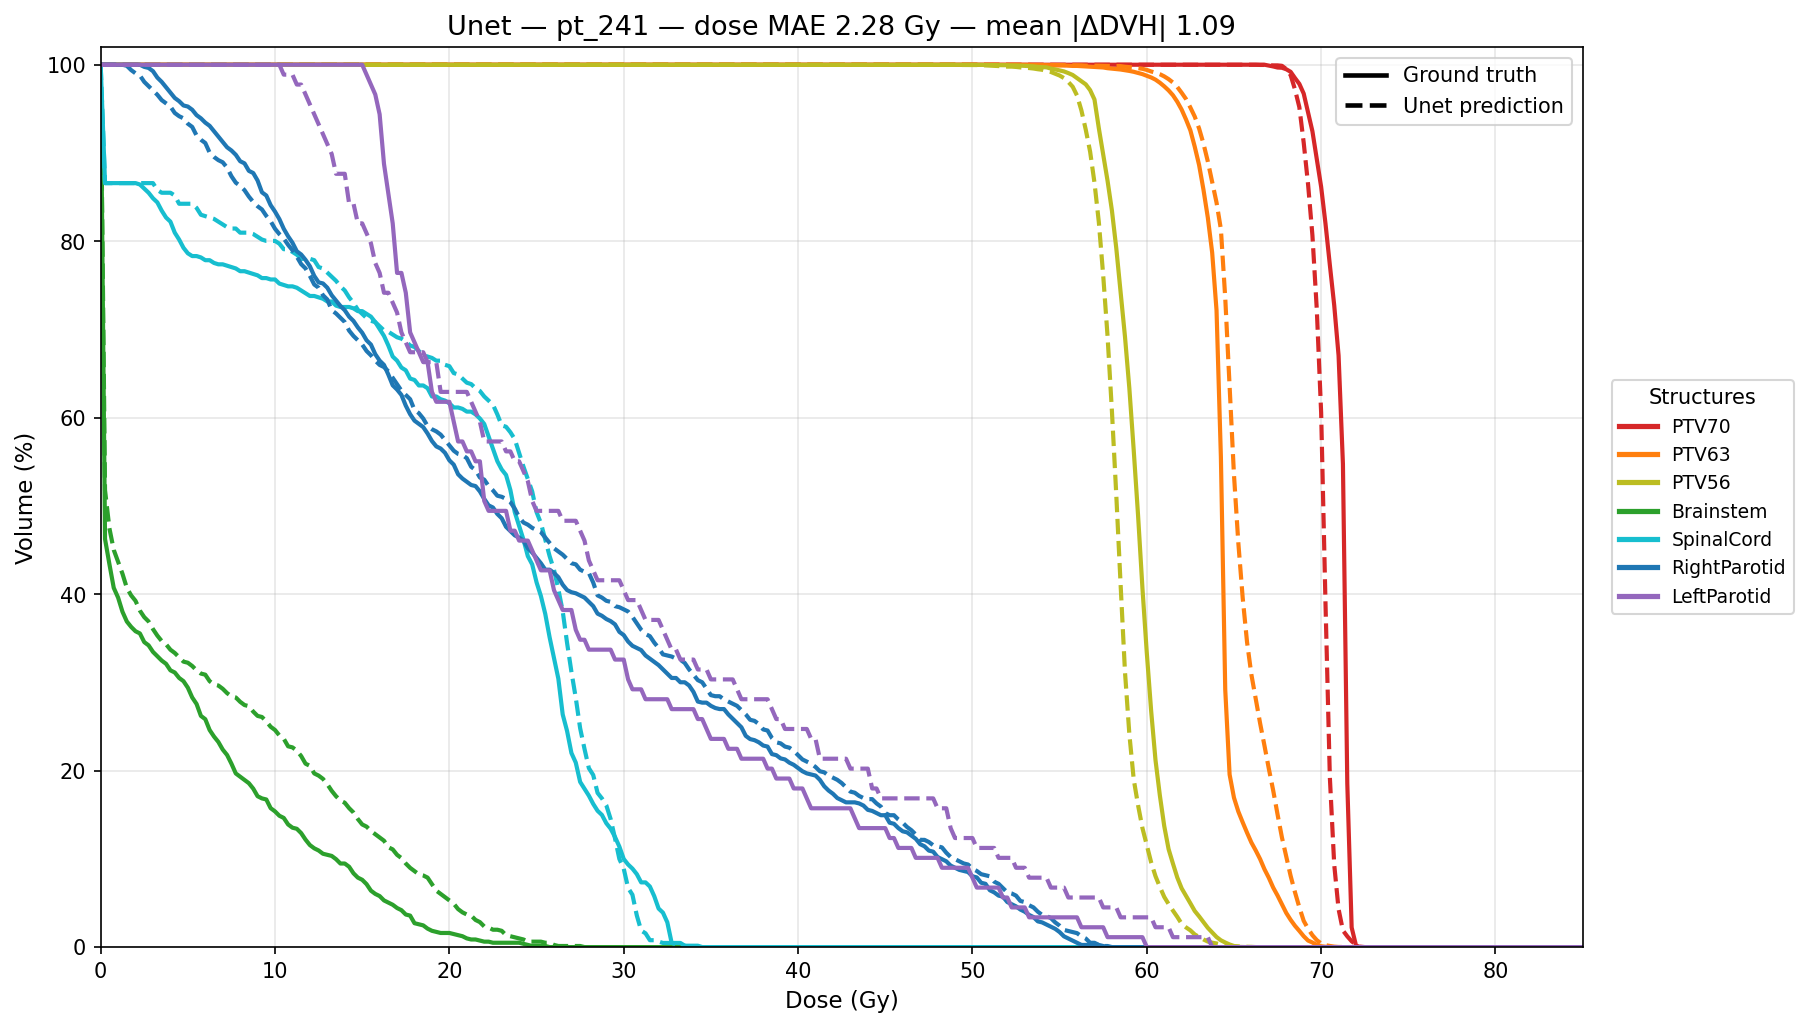 Unet — pt_241 — dose MAE 2.28 Gy — mean |ΔDVH| 1.09
Ground truth
Unet prediction
Volume (%)
100
80
60
40
20
0
0 10 20 30 40 50 60 70 80
Dose (Gy)
Structures
PTV70
PTV63
PTV56
Brainstem
SpinalCord
RightParotid
LeftParotid